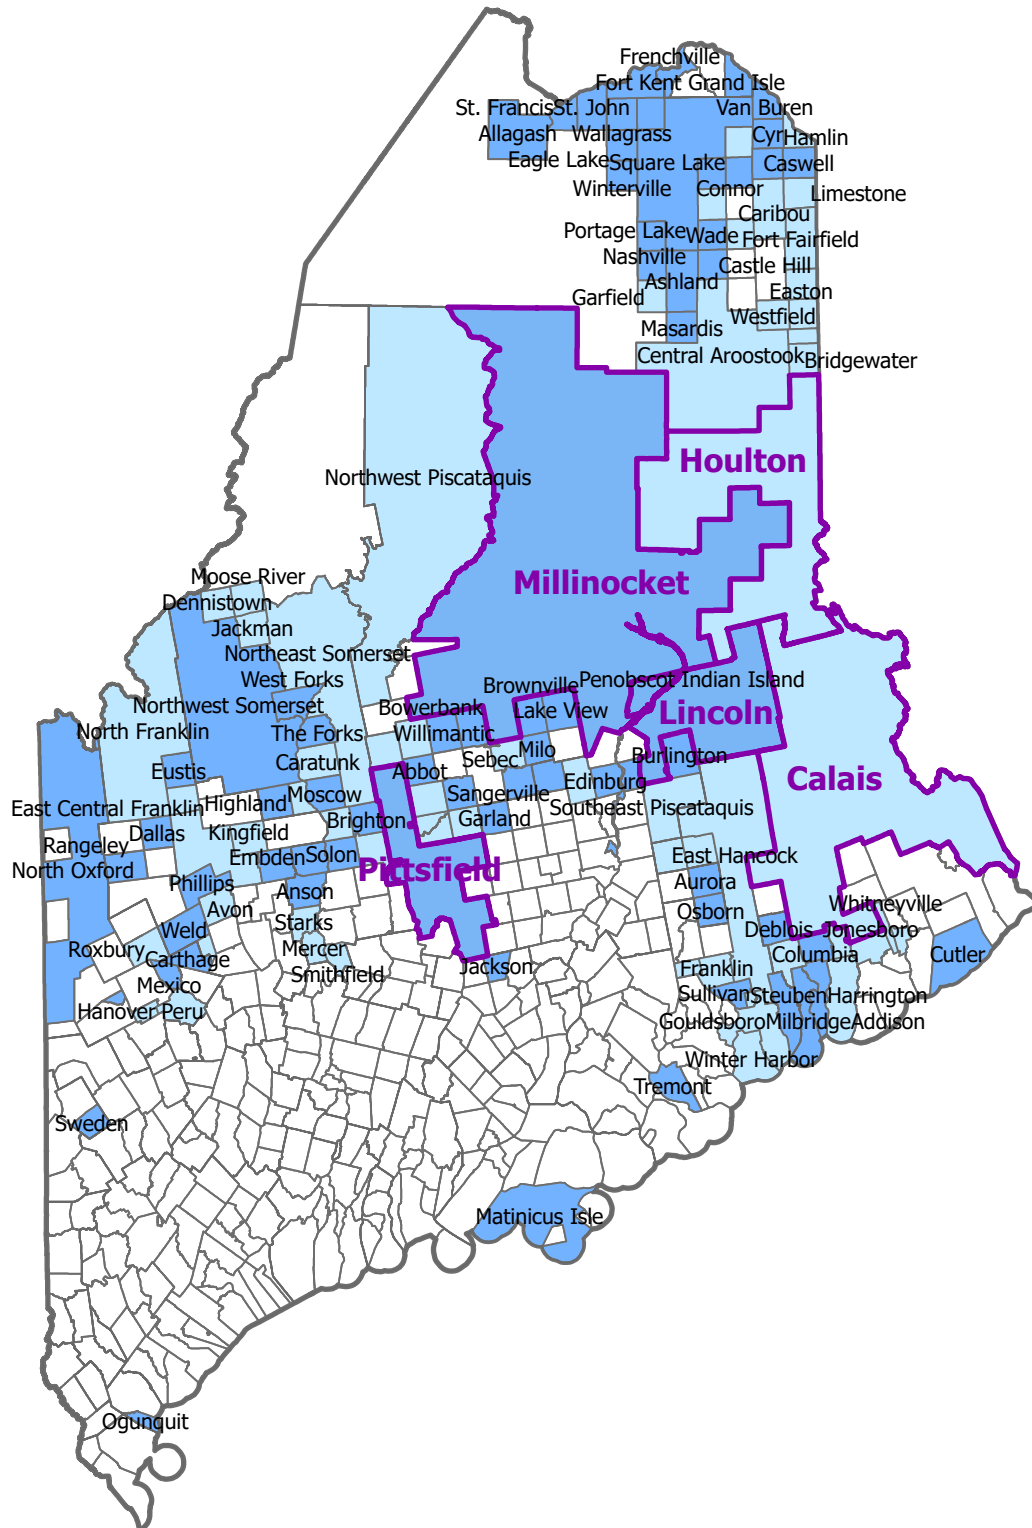 Frenchville
Fort Kent Grand Isle
St. Francis St. John Van Buren
Allagash Wallagrass Cyr Hamlin
Eagle Lake Square Lake Caswell
Winterville Connor Limestone
Caribou
Portage Lake Wade Fort Fairfield
Nashville Castle Hill
Ashland
Garfield Easton
Masardis Westfield
Central Aroostook Bridgewater
Houlton
Northwest Piscataquis
Millinocket
Moose River
Dennistown
Jackman
Northeast Somerset
West Forks
Brownville Penobscot Indian Island
Northwest Somerset Bowerbank Lake View Lincoln
North Franklin The Forks Willimantic
Caratunk Sebec Milo Burlington
Eustis Abbot Edinburg Calais
East Central Franklin Highland Moscow Sangerville Southeast Piscataquis
Dallas Kingfield Brighton Garland
Rangeley
North Oxford Embden Solon Pittsfield East Hancock
Phillips Anson Aurora
Avon Osborn Whitneyville
Weld Starks Deblois Jonesboro
Roxbury Carthage Mercer Jackson Columbia Cutler
Mexico Smithfield Franklin
Hanover Peru Sullivan Steuben Harrington
Gouldsboro Milbridge Addison
Winter Harbor
Tremont
Sweden
Matinicus Isle
Ogunquit